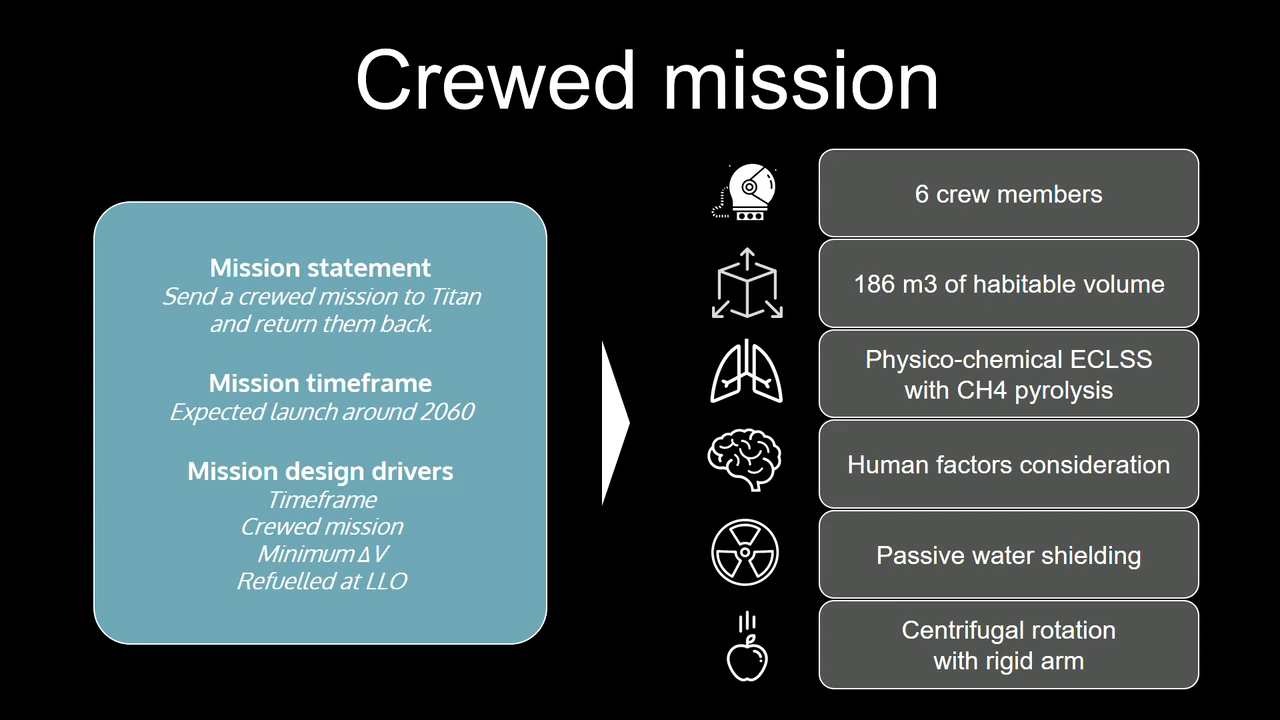 Crewed mission
Mission statement
Send a crewed mission to Titan
and return them back.
Mission timeframe
Expected launch around 2060
Mission design drivers
Timeframe
Crewed mission
Minimum ΔV
Refuelled at LLO
6 crew members
186 m3 of habitable volume
Physico-chemical ECLSS
with CH4 pyrolysis
Human factors consideration
Passive water shielding
Centrifugal rotation
with rigid arm